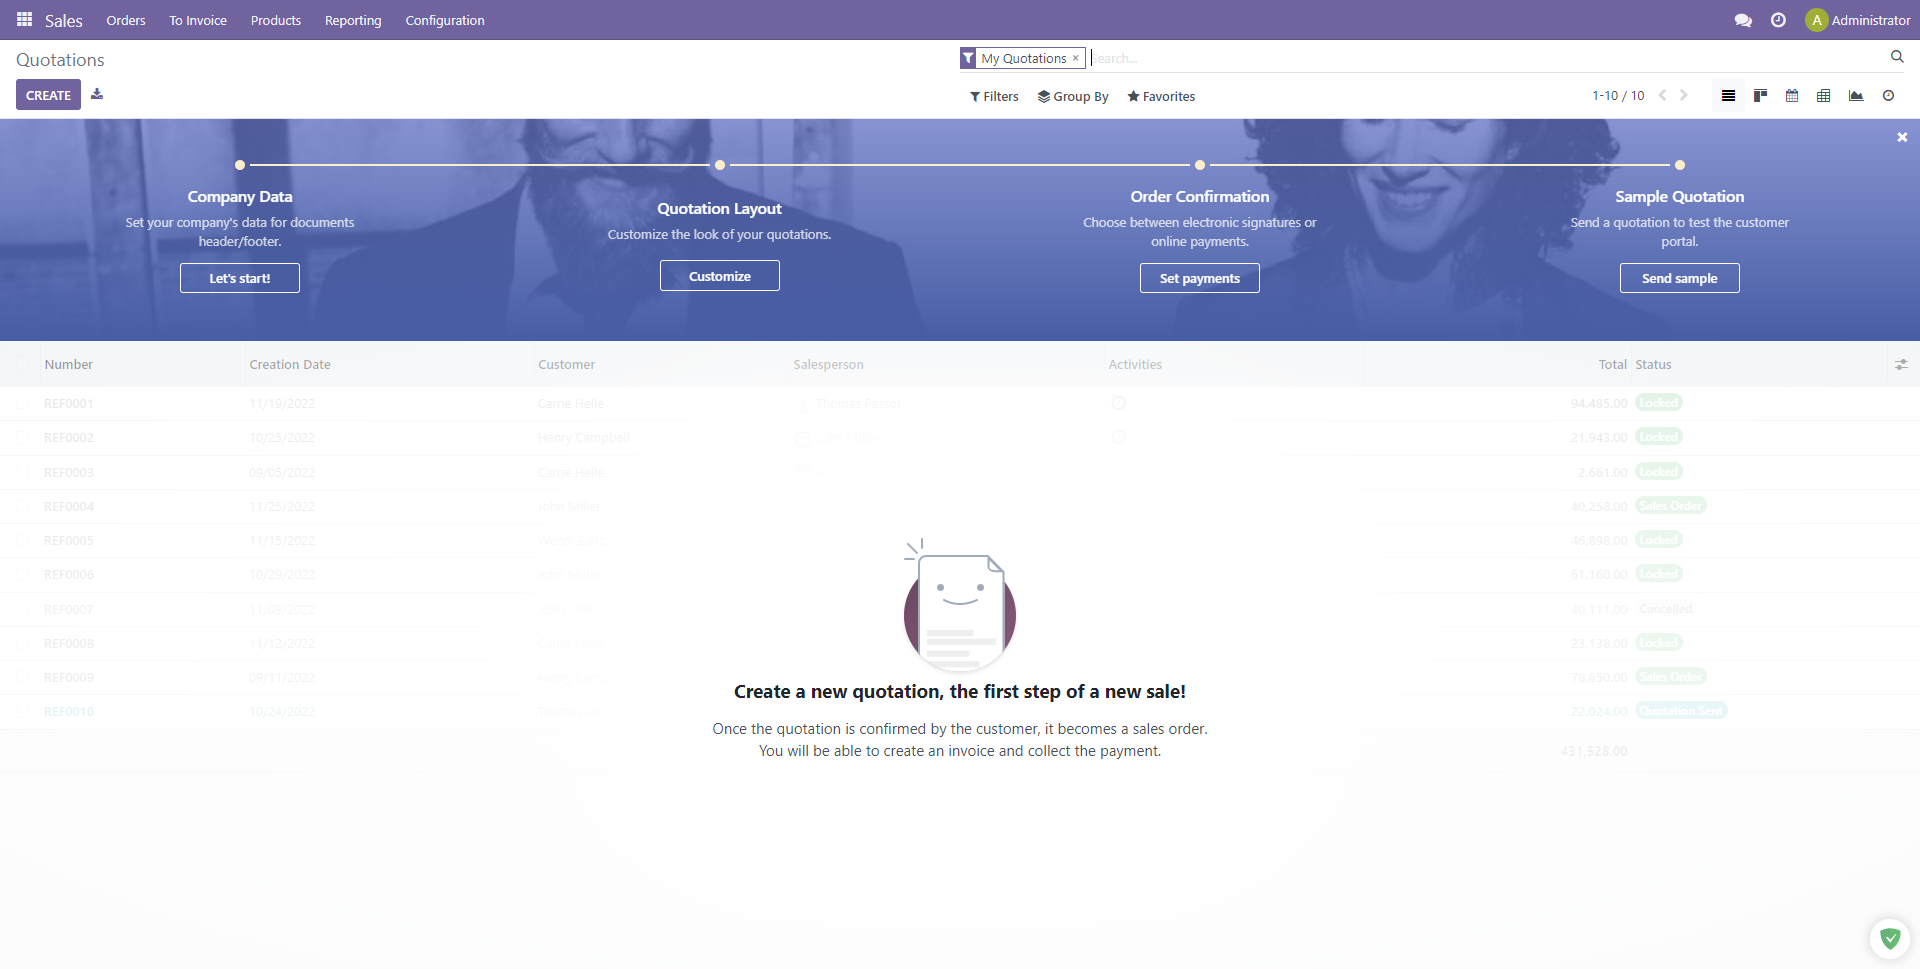 Sales Orders To Invoice Products Reporting Configuration A Administrator
Quotations
My Quotations × Search...
CREATE
Filters Group By Favorites 1-10 / 10
Company Data
Set your company's data for documents
header/footer.
Let's start!
Quotation Layout
Customize the look of your quotations.
Customize
Order Confirmation
Choose between electronic signatures or
online payments.
Set payments
Sample Quotation
Send a quotation to test the customer
portal.
Send sample
Number Creation Date Customer Salesperson Activities Total Status
REF0001 11/19/2022 Carrie Helle Thomas Passot 94,485.00 Locked
REF0002 10/25/2022 Henry Campbell John Miller 21,943.00 Locked
REF0003 09/05/2022 Carrie Helle 2,661.00 Locked
REF0004 11/25/2022 John Miller 40,258.00 Sales Order
REF0005 11/15/2022 Wendi Baltz 46,898.00 Locked
REF0006 10/29/2022 John Miller 61,160.00 Locked
REF0007 11/09/2022 40,111.00 Cancelled
REF0008 11/12/2022 Carrie Helle 23,138.00 Locked
REF0009 09/11/2022 Henry Campbell 78,850.00 Sales Order
REF0010 10/24/2022 Thomas 22,024.00 Quotation Sent
431,528.00
Create a new quotation, the first step of a new sale!
Once the quotation is confirmed by the customer, it becomes a sales order.
You will be able to create an invoice and collect the payment.